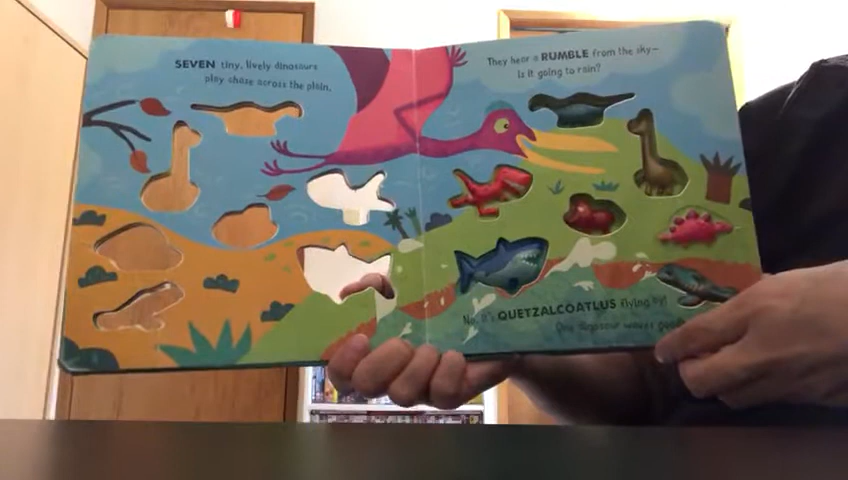 SEVEN tiny, lively dinosaurs
play chase across the plain.
They hear a RUMBLE from the sky—
Is it going to rain?
No, it's QUETZALCOATLUS flying by!
One dinosaur waves good